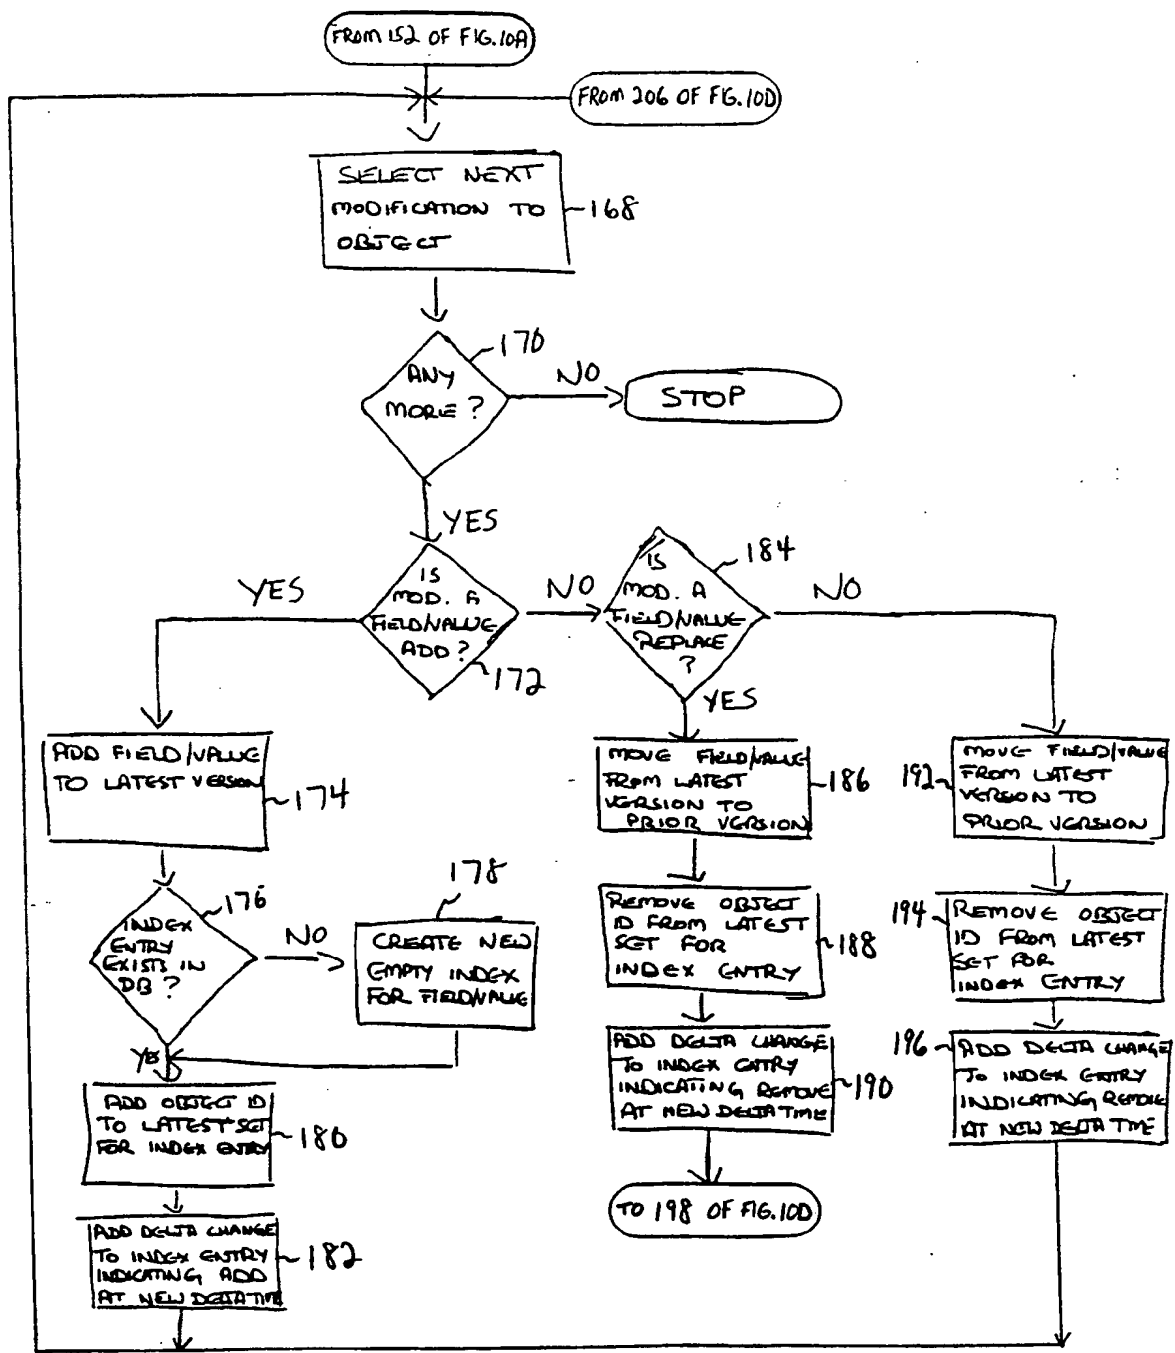 FROM 152 OF FIG. 10A
FROM 206 OF FIG. 10D
SELECT NEXT
MODIFICATION TO
OBJECT
168
170
ANY
MORE?
NO
STOP
YES
IS
MOD. A
FIELD/VALUE
ADD?
172
YES
NO
184
IS
MOD. A
FIELD/VALUE
REPLACE
?
NO
YES
ADD FIELD/VALUE
TO LATEST VERSION
174
176
INDEX
ENTRY
EXISTS IN
DB?
NO
178
CREATE NEW
EMPTY INDEX
FOR FIELD/VALUE
YES
ADD OBJECT ID
TO LATEST SET
FOR INDEX ENTRY
180
ADD DELTA CHANGE
TO INDEX ENTRY
INDICATING ADD
AT NEW DELTA TIME
182
MOVE FIELD/VALUE
FROM LATEST
VERSION TO
PRIOR VERSION
186
REMOVE OBJECT
ID FROM LATEST
SET FOR
INDEX ENTRY
188
ADD DELTA CHANGE
TO INDEX ENTRY
INDICATING REMOVE
AT NEW DELTA TIME
190
TO 198 OF FIG. 10D
192
MOVE FIELD/VALUE
FROM LATEST
VERSION TO
PRIOR VERSION
194
REMOVE OBJECT
ID FROM LATEST
SET FOR
INDEX ENTRY
196
ADD DELTA CHANGE
TO INDEX ENTRY
INDICATING REMOVE
AT NEW DELTA TIME